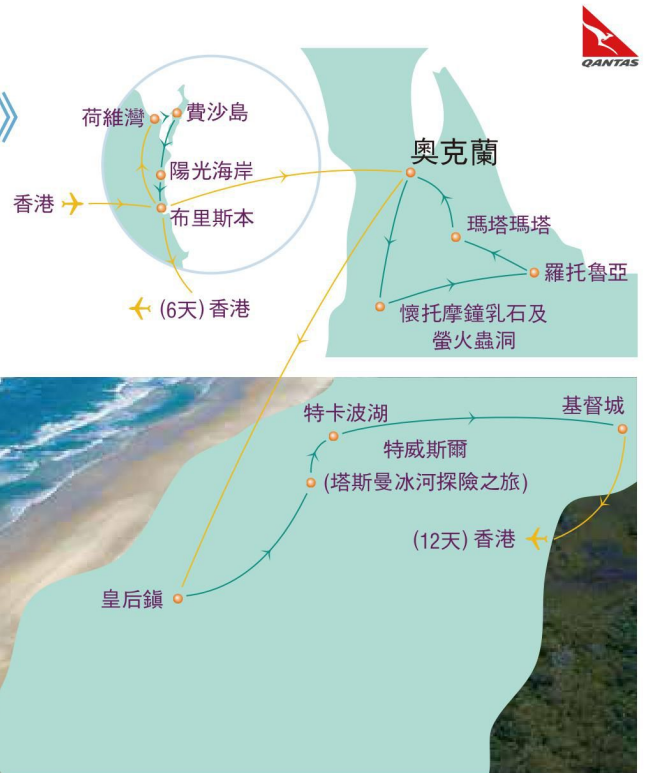 QANTAS
荷維灣
費沙島
陽光海岸
香港
布里斯本
(6天) 香港
奧克蘭
瑪塔瑪塔
羅托魯亞
懷托摩鐘乳石及
螢火蟲洞
特卡波湖
基督城
特威斯爾
(塔斯曼冰河探險之旅)
(12天) 香港
皇后鎮